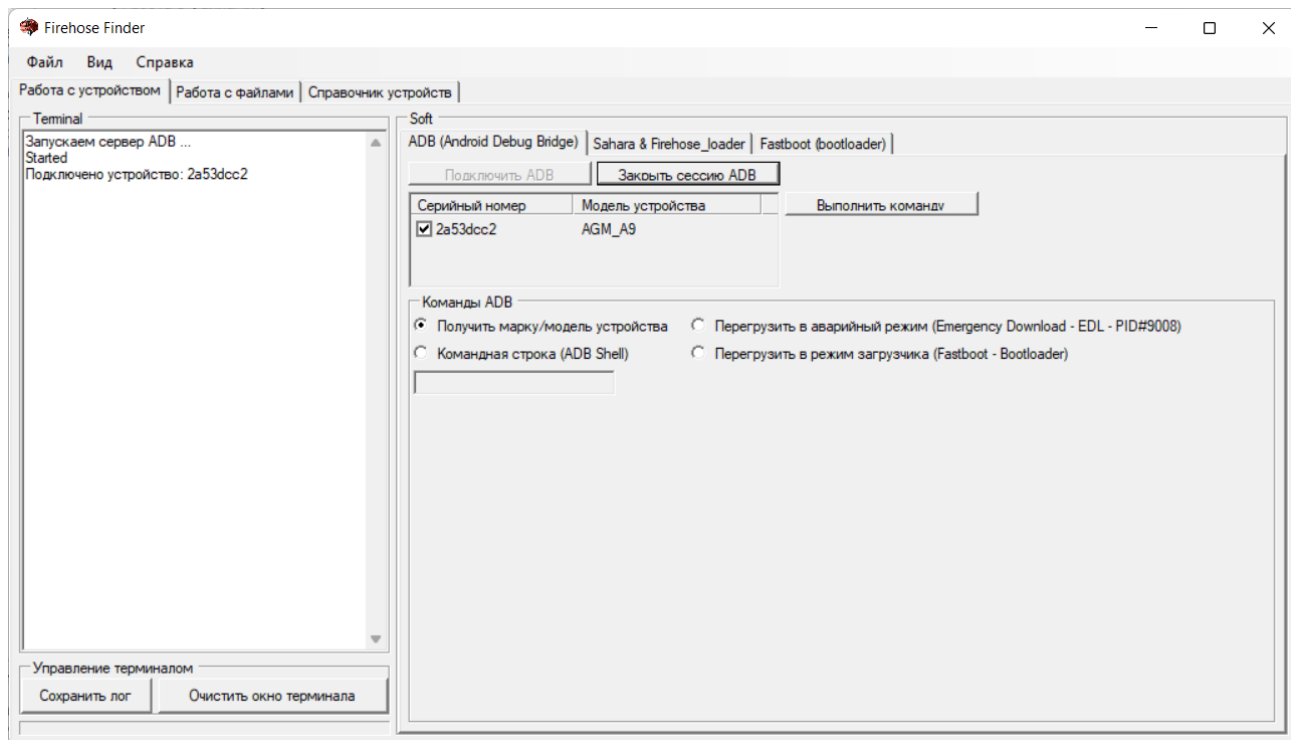 Firehose Finder
Файл Вид Справка
Работа с устройством Работа с файлами Справочник устройств
Terminal
Запускаем сервер ADB ...
Started
Подключено устройство: 2a53dcc2
Управление терминалом
Сохранить лог Очистить окно терминала
Soft
ADB (Android Debug Bridge) Sahara & Firehose_loader Fastboot (bootloader)
Подключить ADB Закрыть сессию ADB
Серийный номер Модель устройства Выполнить команду
2a53dcc2 AGM_A9
Команды ADB
Получить марку/модель устройства Перегрузить в аварийный режим (Emergency Download - EDL - PID#9008)
Командная строка (ADB Shell) Перегрузить в режим загрузчика (Fastboot - Bootloader)